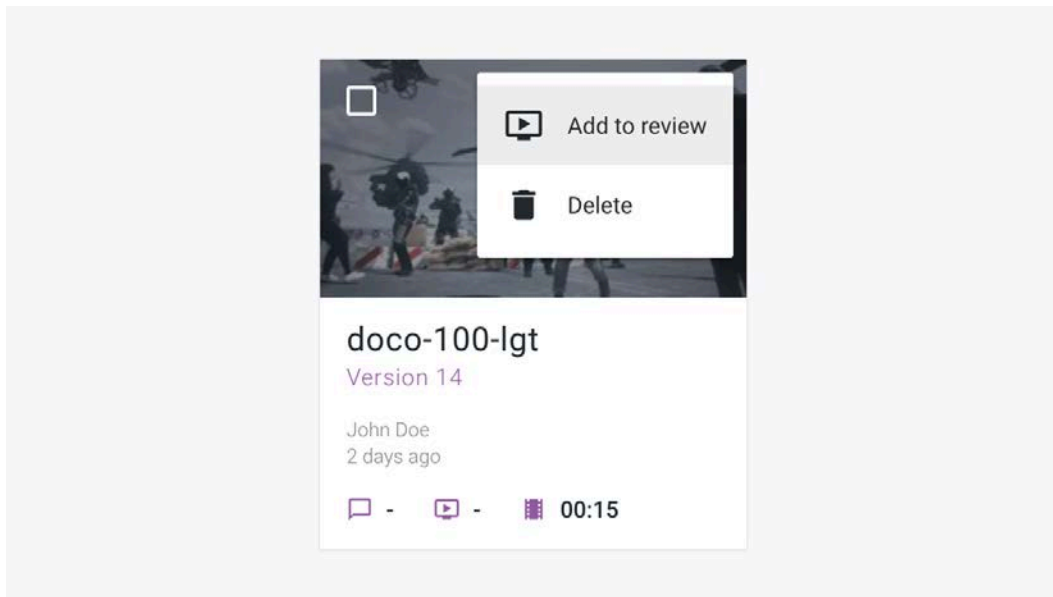 Add to review
Delete
doco-100-lgt
Version 14
John Doe
2 days ago
- - 00:15